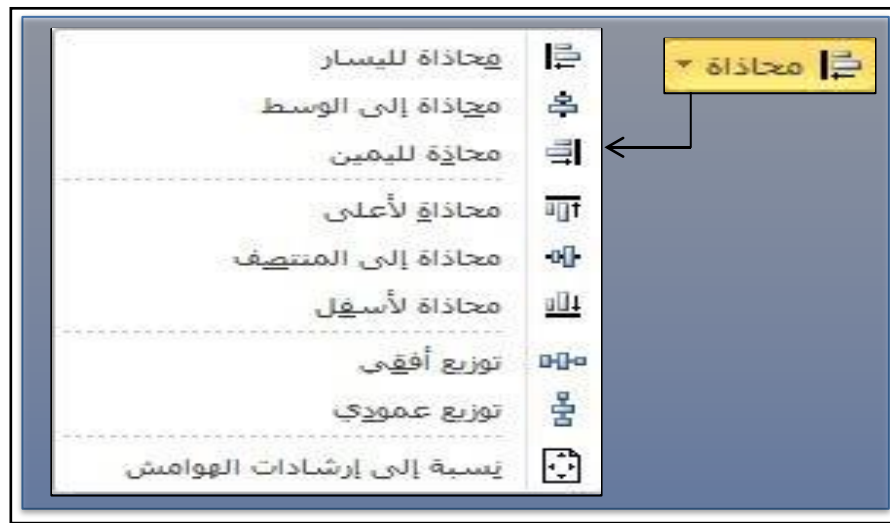 محاذاة
محاذاة لليسار
محاذاة إلى الوسط
محاذة لليمين
محاذاة لأعلى
محاذاة إلى المنتصف
محاذاة لأسفل
توزيع أفقي
توزيع عمودي
نسبة إلى إرشادات الهوامش